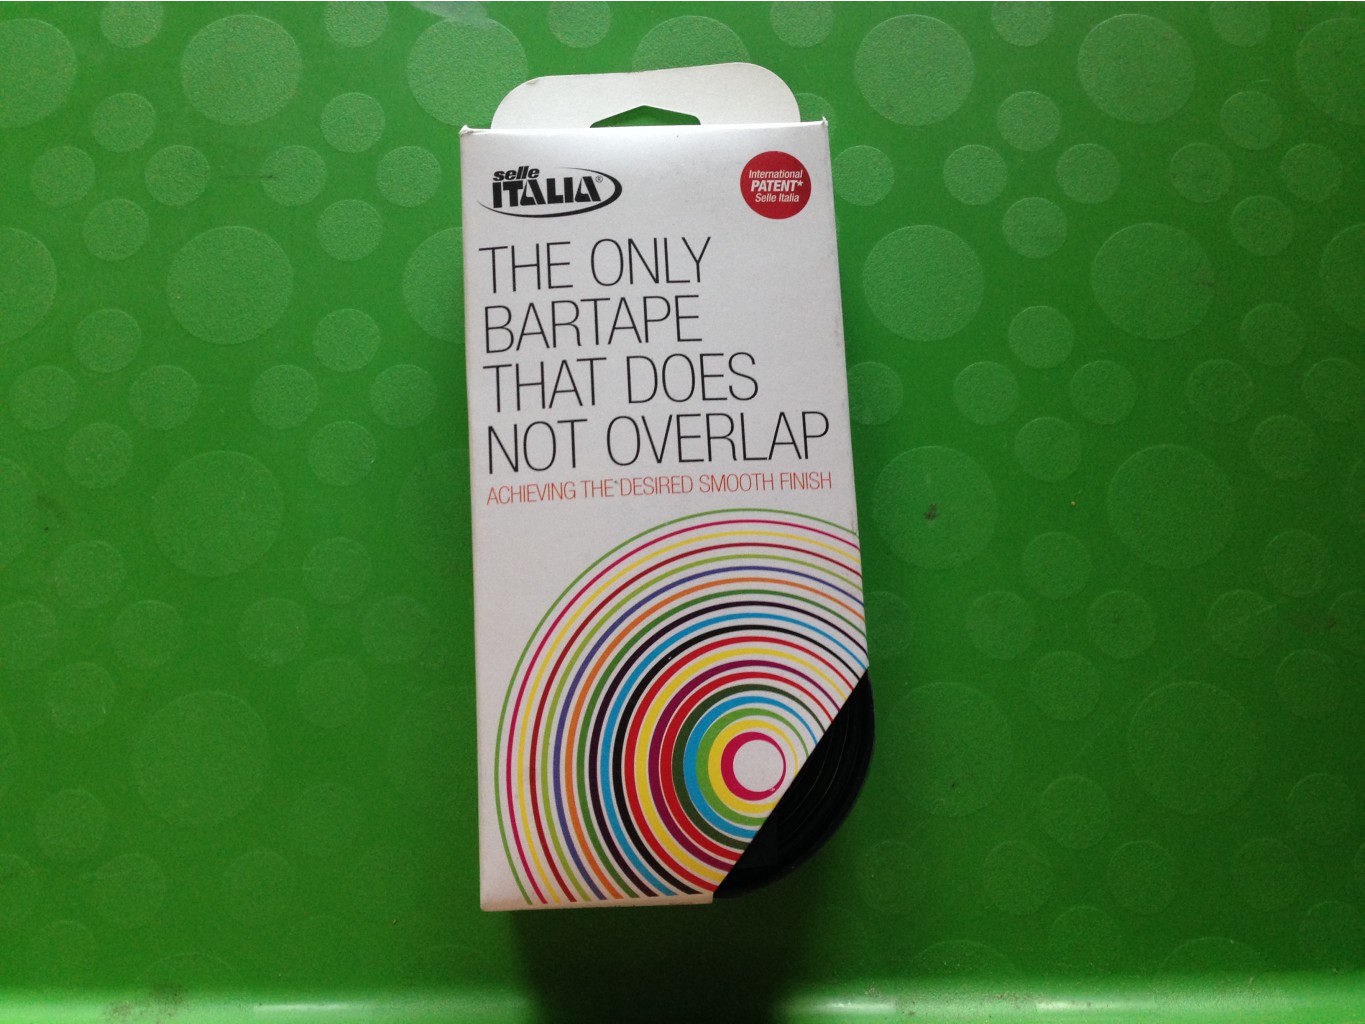 selle
ITALIA®
International
PATENT*
Selle Italia
THE ONLY
BARTAPE
THAT DOES
NOT OVERLAP
ACHIEVING THE DESIRED SMOOTH FINISH